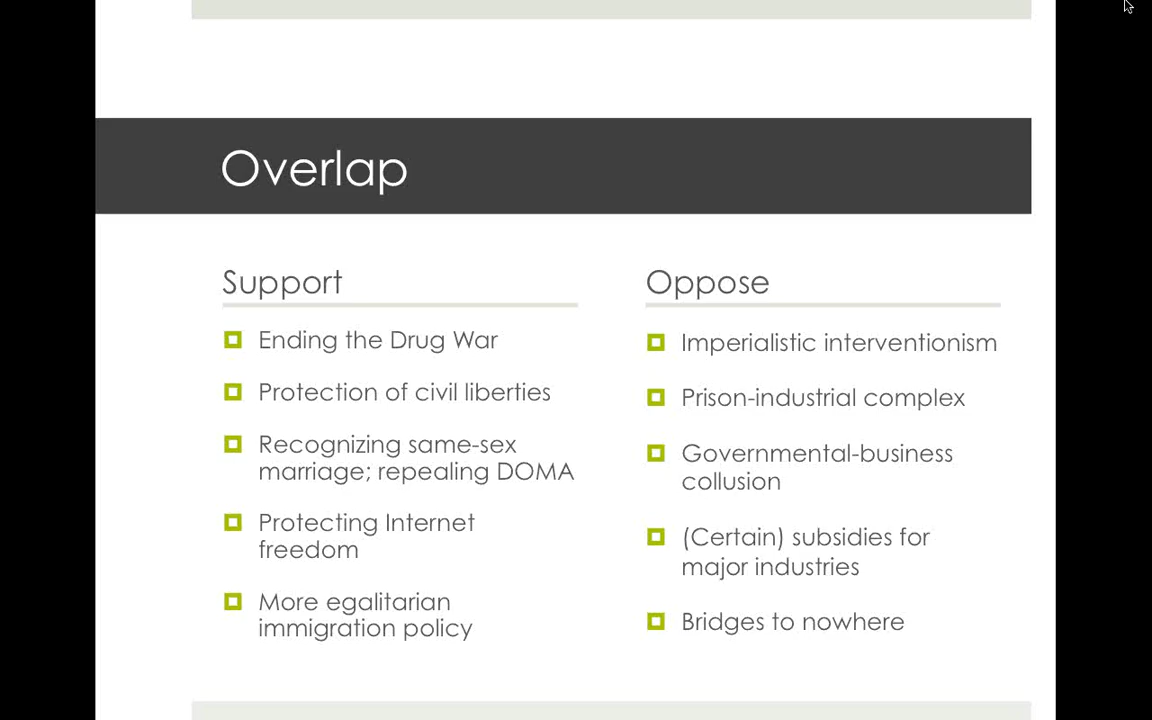 Overlap
Support
Ending the Drug War
Protection of civil liberties
Recognizing same-sex
marriage; repealing DOMA
Protecting Internet
freedom
More egalitarian
immigration policy
Oppose
Imperialistic interventionism
Prison-industrial complex
Governmental-business
collusion
(Certain) subsidies for
major industries
Bridges to nowhere